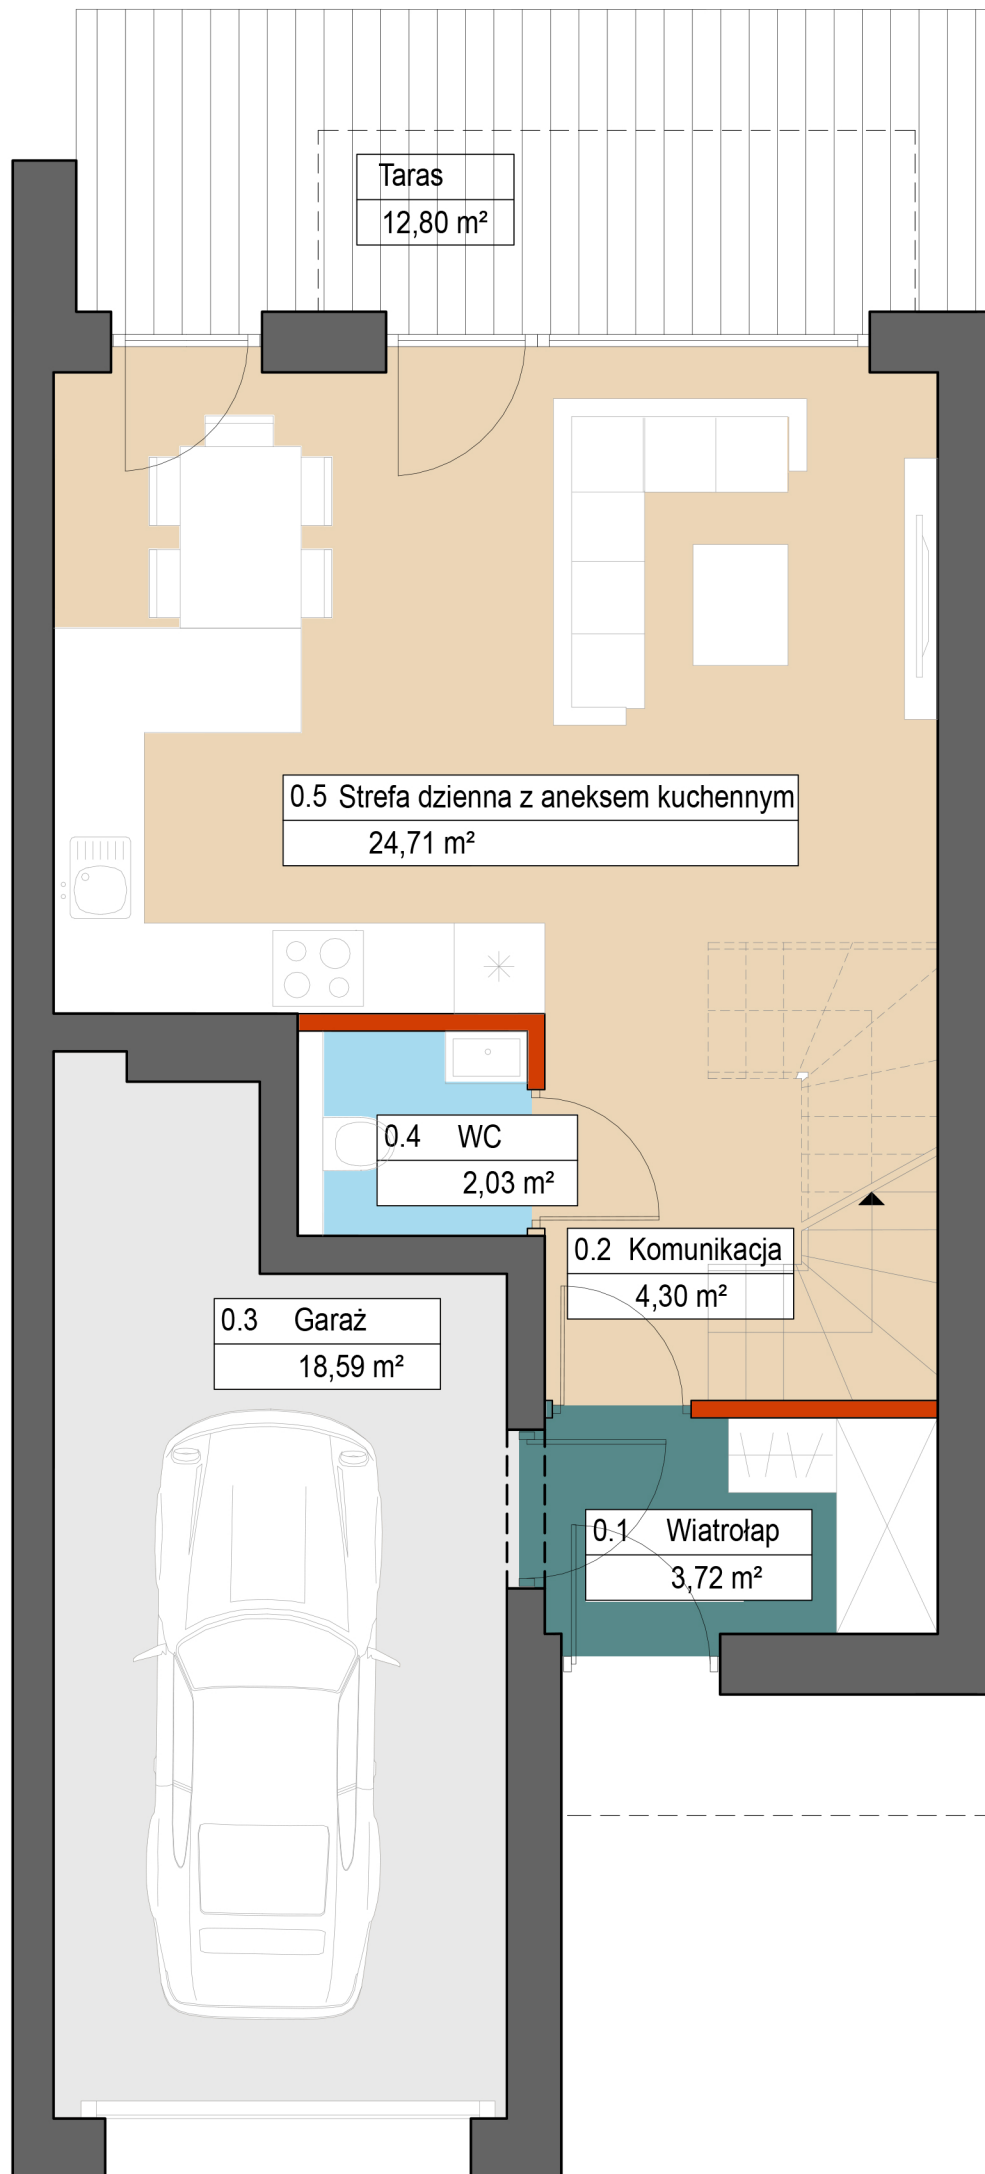 Taras
12,80 m²
0.5 Strefa dzienna z aneksem kuchennym
24,71 m²
0.4 WC
2,03 m²
0.2 Komunikacja
4,30 m²
0.3 Garaż
18,59 m²
0.1 Wiatrołap
3,72 m²